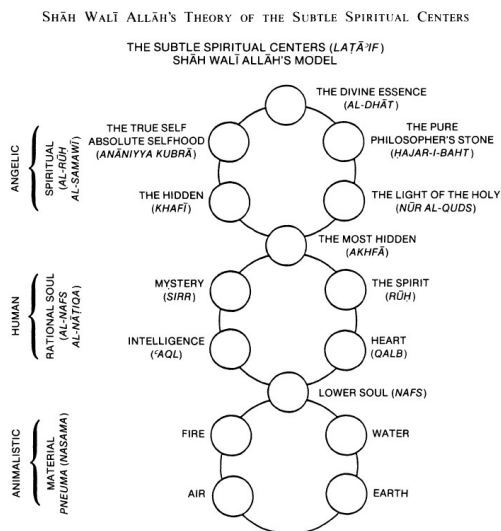 SHĀH WALĪ ALLĀH'S THEORY OF THE SUBTLE SPIRITUAL CENTERS
THE SUBTLE SPIRITUAL CENTERS (LAṬĀʾIF)
SHĀH WALĪ ALLĀH'S MODEL
THE DIVINE ESSENCE
(AL-DHĀT)
THE TRUE SELF
ABSOLUTE SELFHOOD
(ANĀNIYYA KUBRĀ)
THE PURE
PHILOSOPHER'S STONE
(HAJAR-I-BAHT)
ANGELIC
SPIRITUAL
(AL-RŪḤ
AL-SAMAWĪ)
THE HIDDEN
(KHAFĪ)
THE LIGHT OF THE HOLY
(NŪR AL-QUDS)
THE MOST HIDDEN
(AKHFĀ)
MYSTERY
(SIRR)
THE SPIRIT
(RŪḤ)
HUMAN
RATIONAL SOUL
(AL-NAFS
AL-NĀṬIQA)
INTELLIGENCE
(ʿAQL)
HEART
(QALB)
LOWER SOUL (NAFS)
FIRE
WATER
ANIMALISTIC
MATERIAL
PNEUMA (NASAMA)
AIR
EARTH